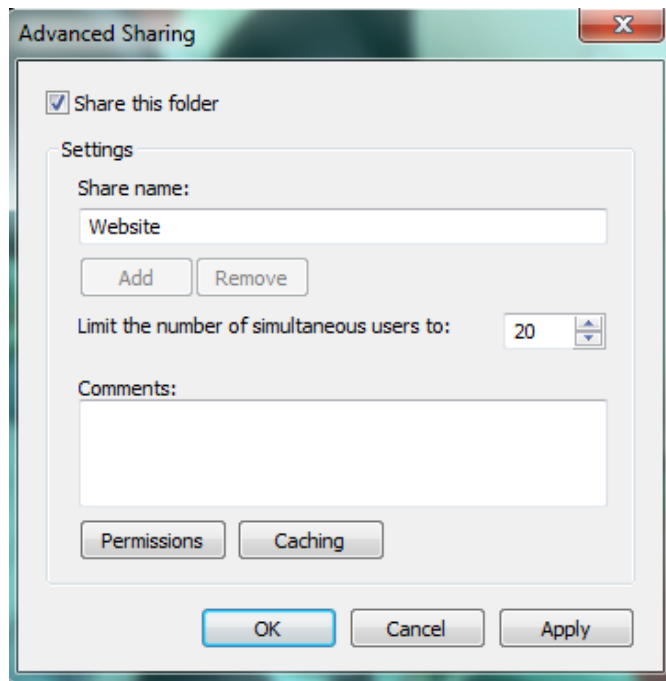 Advanced Sharing
Share this folder
Settings
Share name:
Website
Add Remove
Limit the number of simultaneous users to: 20
Comments:
Permissions Caching
OK Cancel Apply